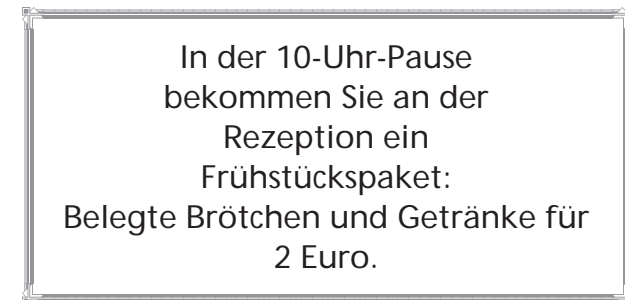 In der 10-Uhr-Pause
bekommen Sie an der
Rezeption ein
Frühstückspaket:
Belegte Brötchen und Getränke für
2 Euro.